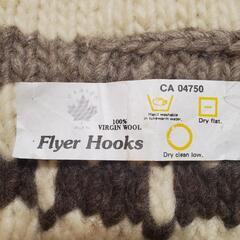 CA 04750
Hand washable
in lukewarm water.
Dry flat.
100%
VIRGIN WOOL
Flyer Hooks
Dry clean low.